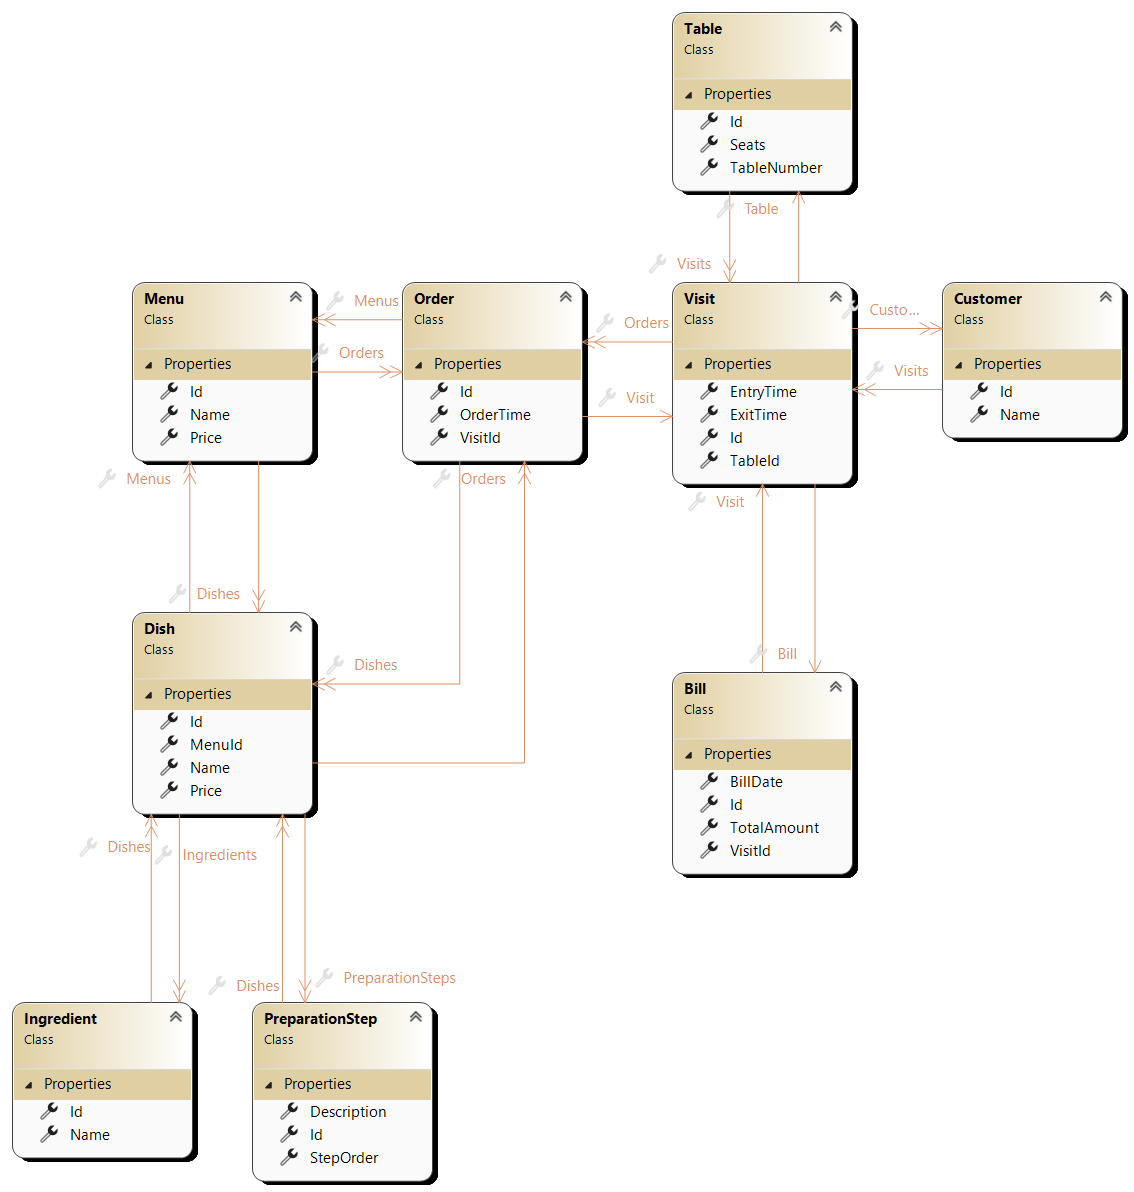 Table
Class
Properties
Id
Seats
TableNumber
Table
Visits
Menu
Class
Properties
Id
Name
Price
Menus
Orders
Order
Class
Properties
Id
OrderTime
VisitId
Orders
Visit
Visit
Class
Properties
EntryTime
ExitTime
Id
TableId
Custo...
Visits
Customer
Class
Properties
Id
Name
Menus
Orders
Visit
Dishes
Dish
Class
Properties
Id
MenuId
Name
Price
Dishes
Bill
Bill
Class
Properties
BillDate
Id
TotalAmount
VisitId
Dishes
Ingredients
Dishes
PreparationSteps
Ingredient
Class
Properties
Id
Name
PreparationStep
Class
Properties
Description
Id
StepOrder